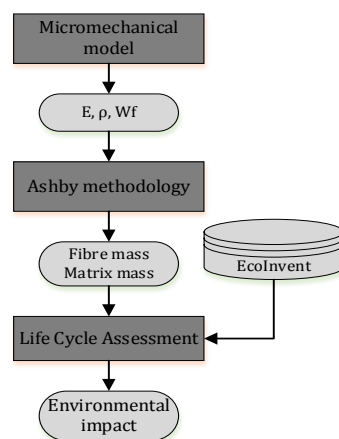 Micromechanical
model
E, ρ, Wf
Ashby methodology
Fibre mass
Matrix mass
EcoInvent
Life Cycle Assessment
Environmental
impact